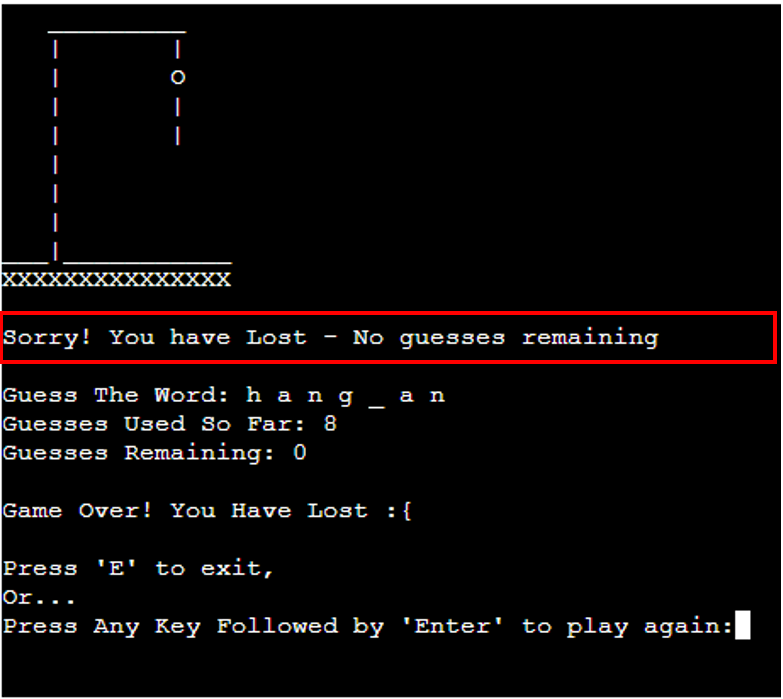 O
XXXXXXXXXXXXXXX
Sorry! You have Lost - No guesses remaining
Guess The Word: h a n g _ a n
Guesses Used So Far: 8
Guesses Remaining: 0
Game Over! You Have Lost :{
Press 'E' to exit,
Or...
Press Any Key Followed by 'Enter' to play again: